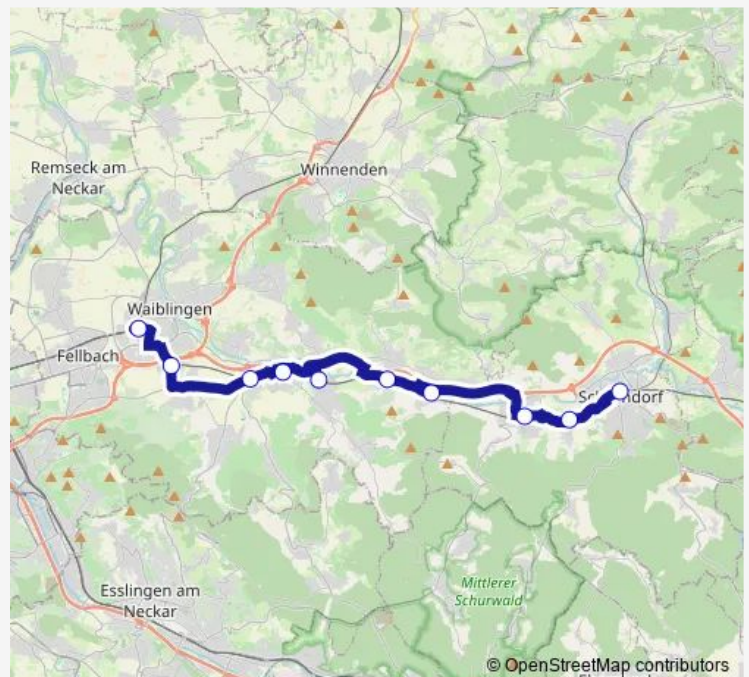 Remseck am
Neckar
Winnenden
Waiblingen
Fellbach
Esslingen am
Neckar
Mittlerer
Schurwald
© OpenStreetMap contributors